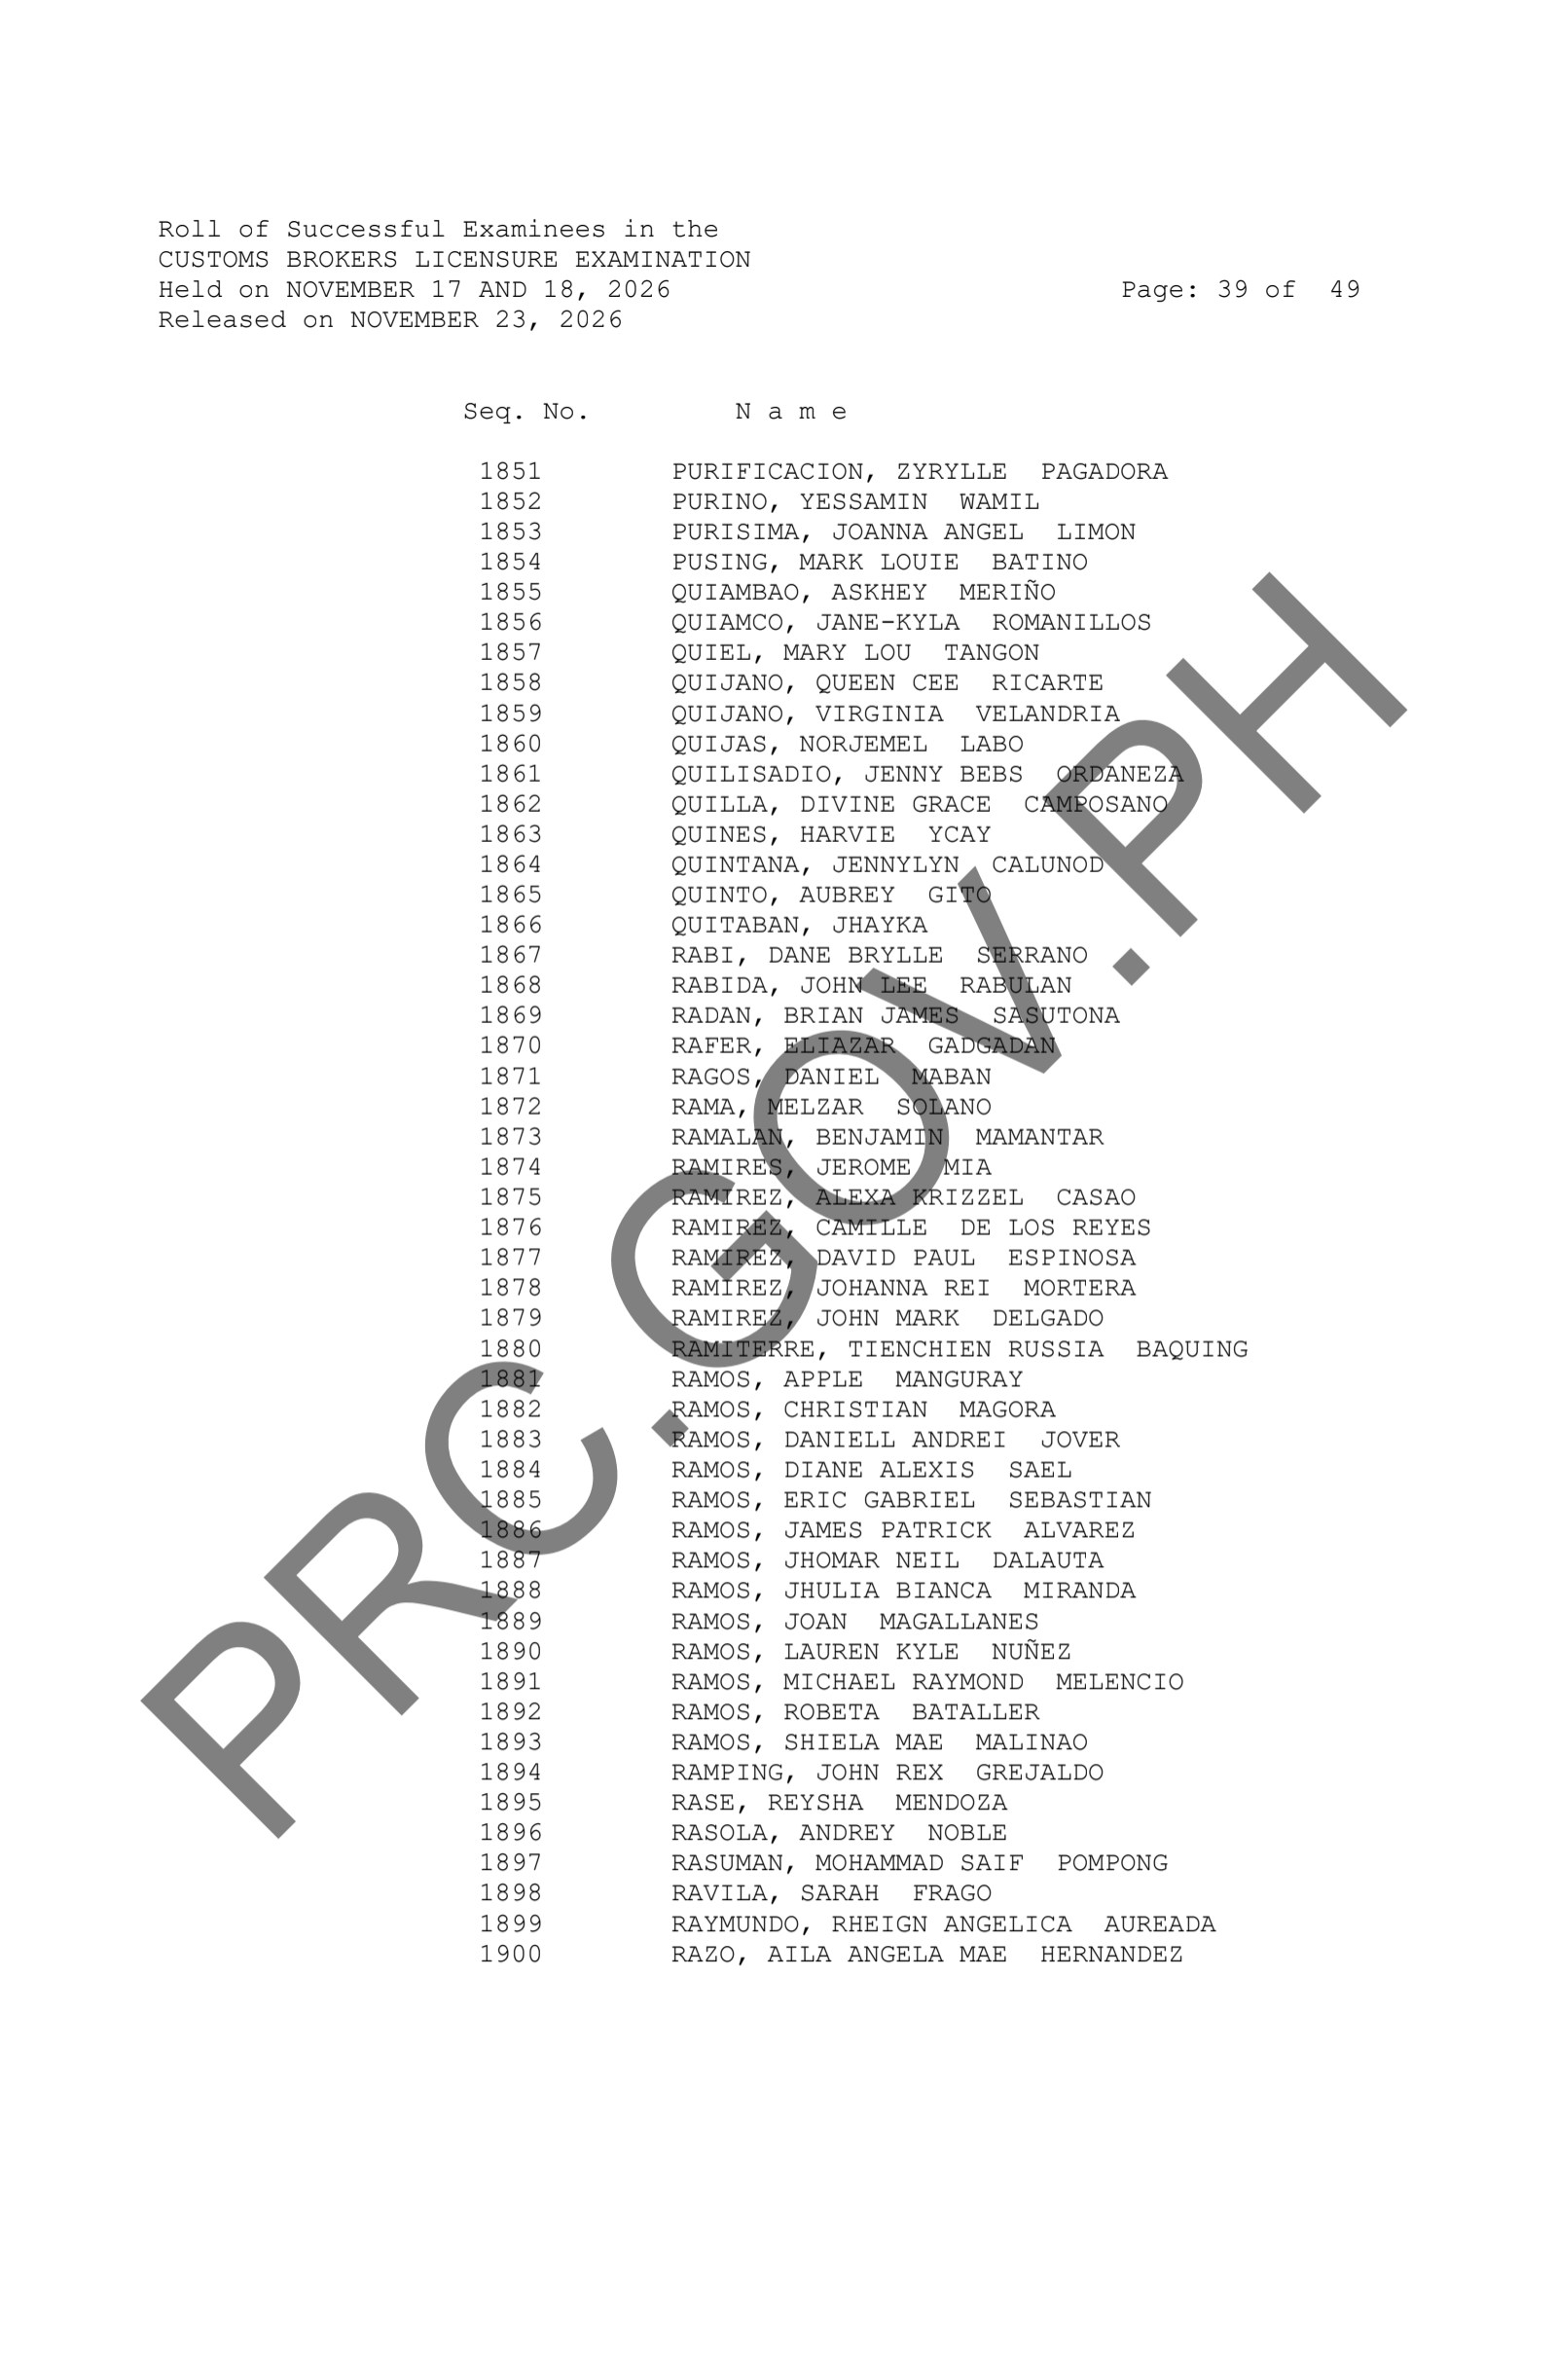 Roll of Successful Examinees in the
CUSTOMS BROKERS LICENSURE EXAMINATION
Held on NOVEMBER 17 AND 18, 2026 Page: 39 of 49
Released on NOVEMBER 23, 2026
Seq. No. N a m e
1851 PURIFICACION, ZYRYLLE PAGADORA
1852 PURINO, YESSAMIN WAMIL
1853 PURISIMA, JOANNA ANGEL LIMON
1854 PUSING, MARK LOUIE BATINO
1855 QUIAMBAO, ASKHEY MERIÑO
1856 QUIAMCO, JANE-KYLA ROMANILLOS
1857 QUIEL, MARY LOU TANGON
1858 QUIJANO, QUEEN CEE RICARTE
1859 QUIJANO, VIRGINIA VELANDRIA
1860 QUIJAS, NORJEMEL LABO
1861 QUILISADIO, JENNY BEBS ORDANEZA
1862 QUILLA, DIVINE GRACE CAMPOSANO
1863 QUINES, HARVIE YCAY
1864 QUINTANA, JENNYLYN CALUNOD
1865 QUINTO, AUBREY GITO
1866 QUITABAN, JHAYKA
1867 RABI, DANE BRYLLE SERRANO
1868 RABIDA, JOHN LEE RABULAN
1869 RADAN, BRIAN JAMES SASUTONA
1870 RAFER, ELIAZAR GADGADAN
1871 RAGOS, DANIEL MABAN
1872 RAMA, MELZAR SOLANO
1873 RAMALAN, BENJAMIN MAMANTAR
1874 RAMIRES, JEROME MIA
1875 RAMIREZ, ALEXA KRIZZEL CASAO
1876 RAMIREZ, CAMILLE DE LOS REYES
1877 RAMIREZ, DAVID PAUL ESPINOSA
1878 RAMIREZ, JOHANNA REI MORTERA
1879 RAMIREZ, JOHN MARK DELGADO
1880 RAMITERRE, TIENCHIEN RUSSIA BAQUING
1881 RAMOS, APPLE MANGURAY
1882 RAMOS, CHRISTIAN MAGORA
1883 RAMOS, DANIELL ANDREI JOVER
1884 RAMOS, DIANE ALEXIS SAEL
1885 RAMOS, ERIC GABRIEL SEBASTIAN
1886 RAMOS, JAMES PATRICK ALVAREZ
1887 RAMOS, JHOMAR NEIL DALAUTA
1888 RAMOS, JHULIA BIANCA MIRANDA
1889 RAMOS, JOAN MAGALLANES
1890 RAMOS, LAUREN KYLE NUÑEZ
1891 RAMOS, MICHAEL RAYMOND MELENCIO
1892 RAMOS, ROBETA BATALLER
1893 RAMOS, SHIELA MAE MALINAO
1894 RAMPING, JOHN REX GREJALDO
1895 RASE, REYSHA MENDOZA
1896 RASOLA, ANDREY NOBLE
1897 RASUMAN, MOHAMMAD SAIF POMPONG
1898 RAVILA, SARAH FRAGO
1899 RAYMUNDO, RHEIGN ANGELICA AUREADA
1900 RAZO, AILA ANGELA MAE HERNANDEZ
PRC.GOV.PH